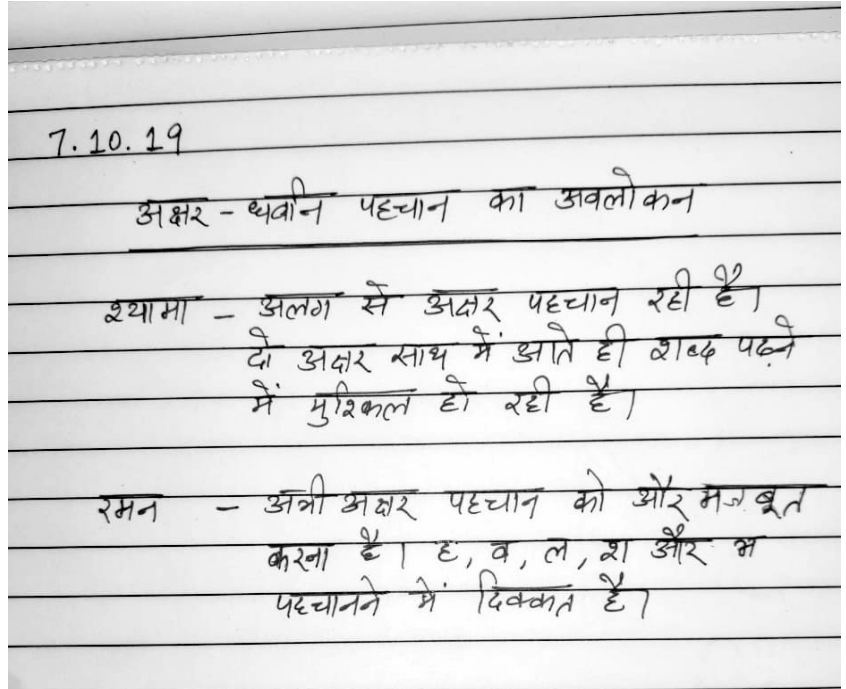 7.10.19
अक्षर - ध्वनि पहचान का अवलोकन
श्यामा - अलग से अक्षर पहचान रही है।
दो अक्षर साथ में आते ही शब्द पढने
में मुश्किल हो रही है।
रमन - अभी अक्षर पहचान को और मजबूत
करना है। ह, व, ल, श और भ
पहचानने में दिक्कत है।